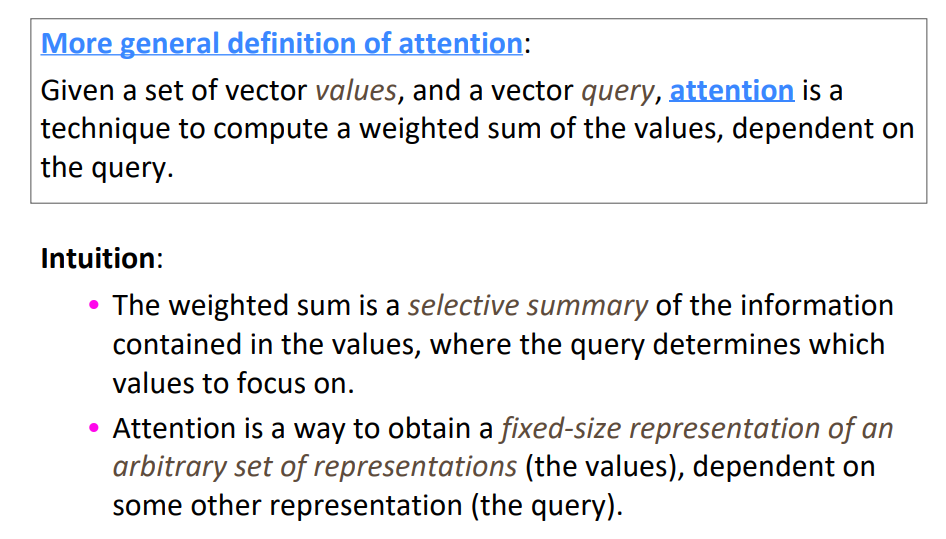 More general definition of attention:
Given a set of vector values, and a vector query, attention is a
technique to compute a weighted sum of the values, dependent on
the query.
Intuition:
• The weighted sum is a selective summary of the information
contained in the values, where the query determines which
values to focus on.
• Attention is a way to obtain a fixed-size representation of an
arbitrary set of representations (the values), dependent on
some other representation (the query).